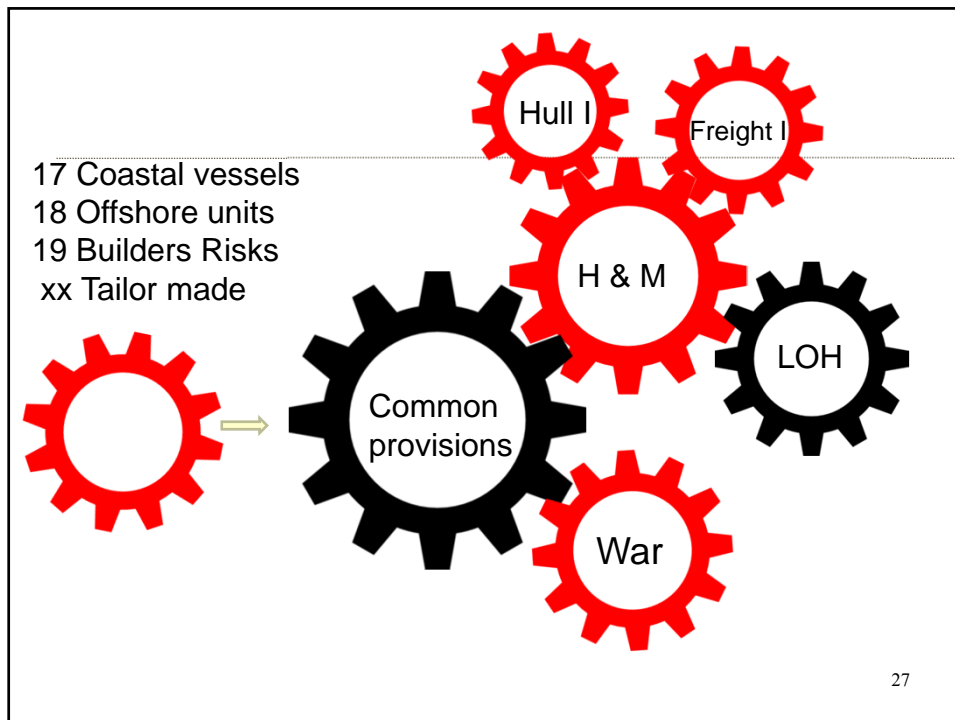 Hull I
Freight I
17 Coastal vessels
18 Offshore units
19 Builders Risks
xx Tailor made
H & M
LOH
Common
provisions
War
27